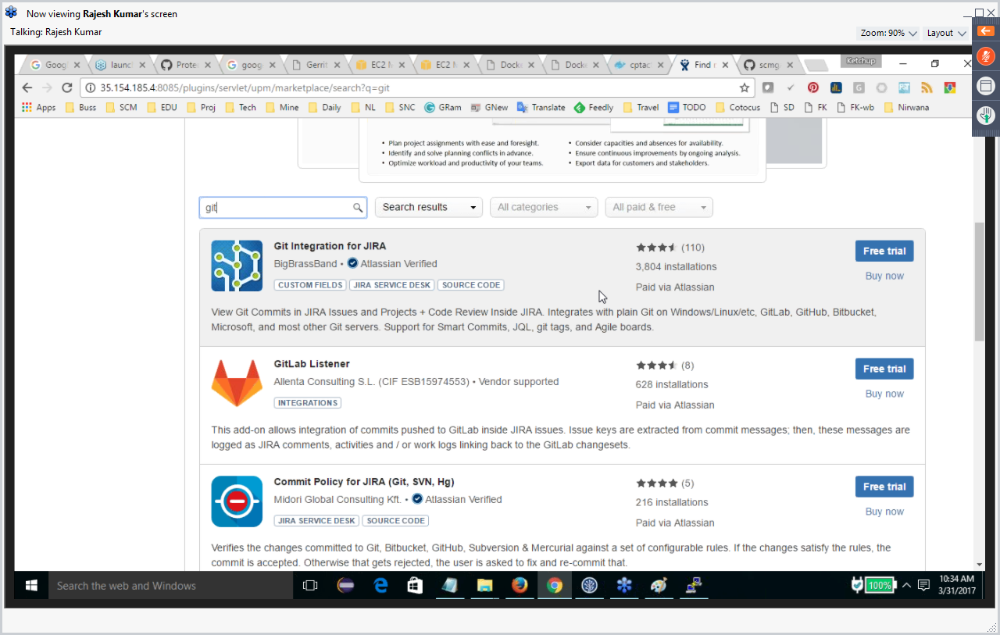 Now viewing Rajesh Kumar's screen
Talking: Rajesh Kumar
Zoom: 90% Layout
Googl launc Protec goog Gerrit EC2 M EC2 M Docke Docke cptac Find scmg Ketchup
35.154.185.4:8085/plugins/servlet/upm/marketplace/search?q=git
Apps Buss SCM EDU Proj Tech Mine Daily NL SNC GRam GNew Translate Feedly Travel TODO Cotocus SD FK FK-wb Nirwana
• Plan project assignments with ease and foresight.
• Identify and solve planning conflicts in advance.
• Optimize workload and productivity of your teams.
• Consider capacities and absences for availability.
• Ensure continuous improvements by ongoing analysis.
• Export data for customers and stakeholders.
git Search results All categories All paid & free
Git Integration for JIRA
BigBrassBand • Atlassian Verified
CUSTOM FIELDS JIRA SERVICE DESK SOURCE CODE
(110)
3,804 installations
Paid via Atlassian
Free trial
Buy now
View Git Commits in JIRA Issues and Projects + Code Review Inside JIRA. Integrates with plain Git on Windows/Linux/etc, GitLab, GitHub, Bitbucket,
Microsoft, and most other Git servers. Support for Smart Commits, JQL, git tags, and Agile boards.
GitLab Listener
Allenta Consulting S.L. (CIF ESB15974553) • Vendor supported
INTEGRATIONS
(8)
628 installations
Paid via Atlassian
Free trial
Buy now
This add-on allows integration of commits pushed to GitLab inside JIRA issues. Issue keys are extracted from commit messages; then, these messages are
logged as JIRA comments, activities and / or work logs linking back to the GitLab changesets.
Commit Policy for JIRA (Git, SVN, Hg)
Midori Global Consulting Kft. • Atlassian Verified
JIRA SERVICE DESK SOURCE CODE
(5)
216 installations
Paid via Atlassian
Free trial
Buy now
Verifies the changes committed to Git, Bitbucket, GitHub, Subversion & Mercurial against a set of configurable rules. If the changes satisfy the rules, the
commit is accepted. Otherwise that gets rejected, the user is asked to fix and re-commit that.
Search the web and Windows
100%
10:34 AM
3/31/2017